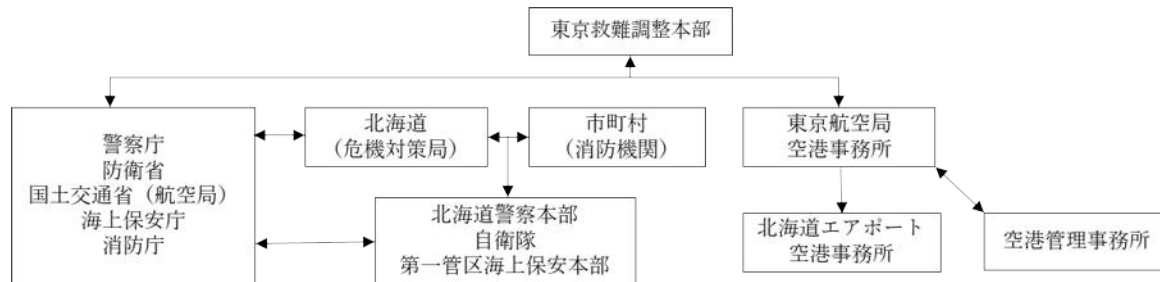 東京救難調整本部
警察庁
防衛省
国土交通省（航空局）
海上保安庁
消防庁
北海道
（危機対策局）
市町村
（消防機関）
東京航空局
空港事務所
北海道警察本部
自衛隊
第一管区海上保安本部
北海道エアポート
空港事務所
空港管理事務所